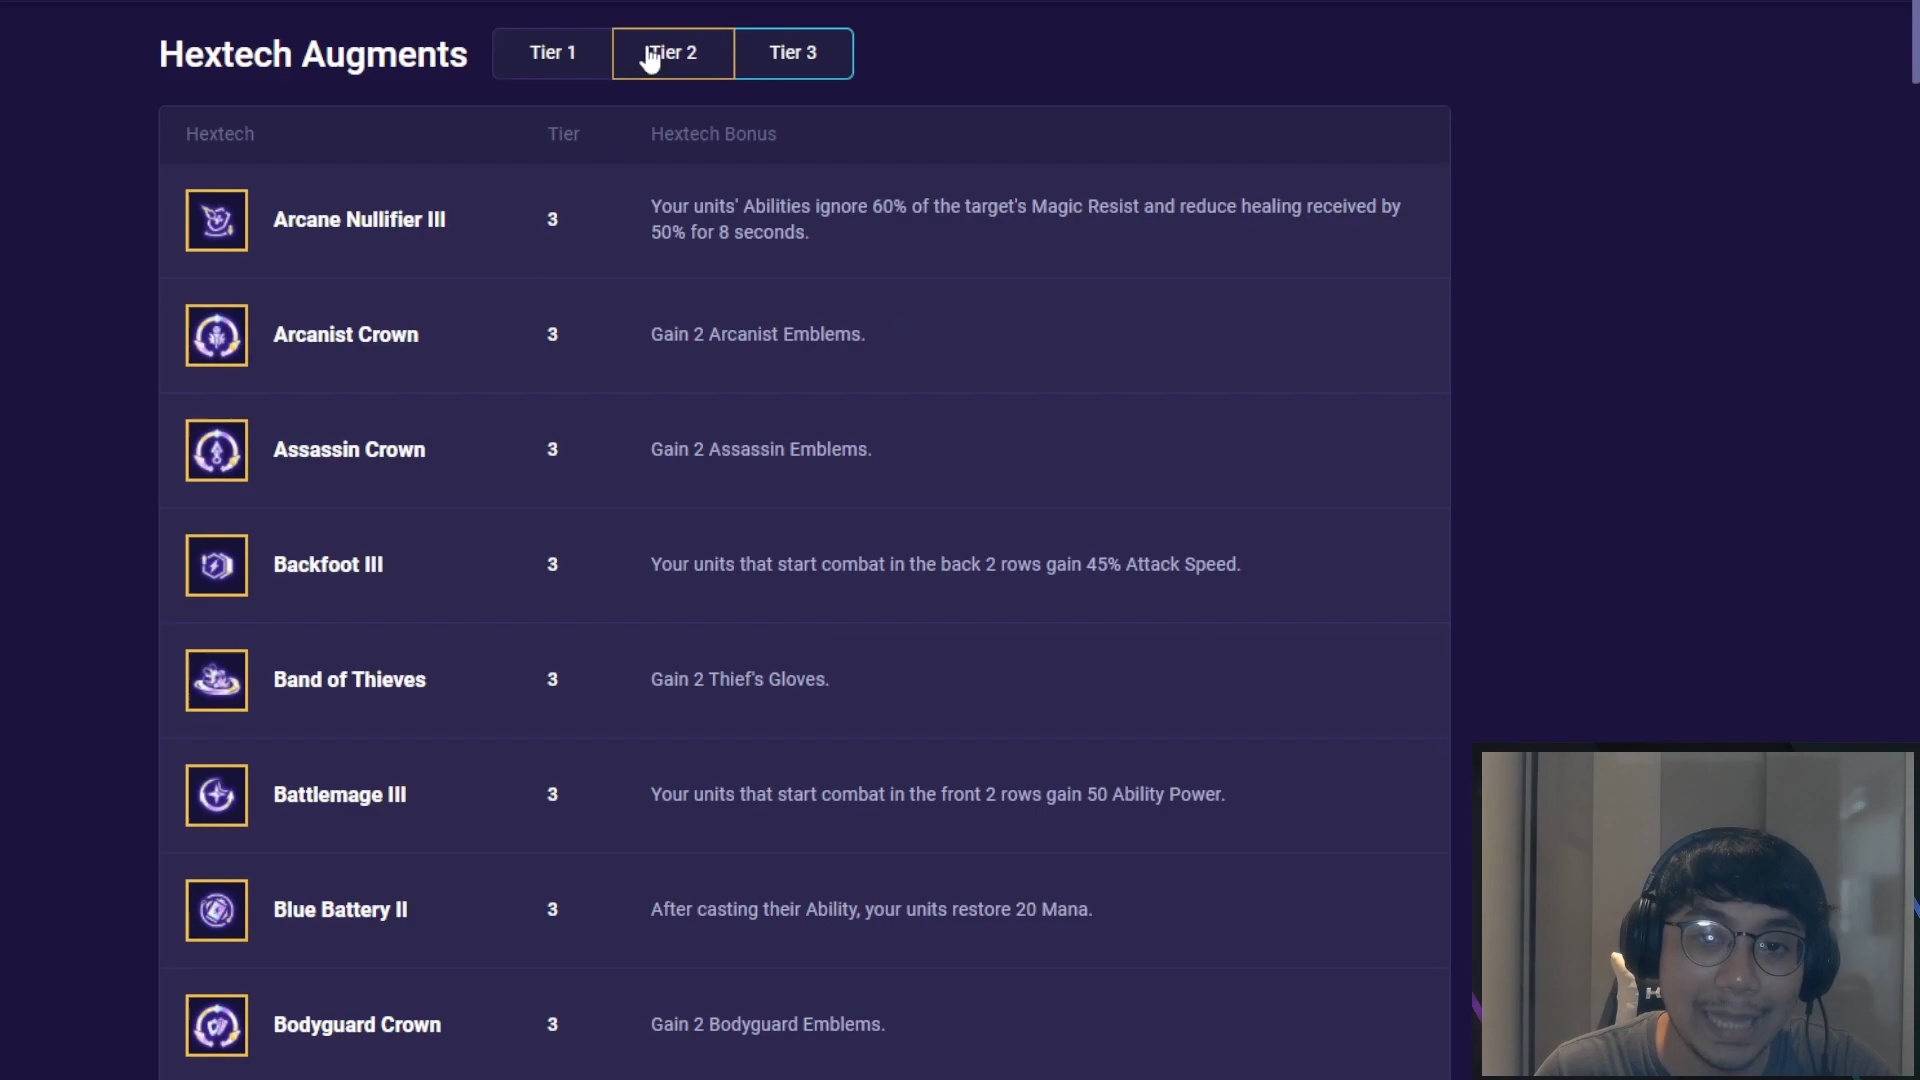 Hextech Augments
Tier 1
Tier 2
Tier 3
Hextech Tier Hextech Bonus
Arcane Nullifier III 3 Your units' Abilities ignore 60% of the target's Magic Resist and reduce healing received by
50% for 8 seconds.
Arcanist Crown 3 Gain 2 Arcanist Emblems.
Assassin Crown 3 Gain 2 Assassin Emblems.
Backfoot III 3 Your units that start combat in the back 2 rows gain 45% Attack Speed.
Band of Thieves 3 Gain 2 Thief's Gloves.
Battlemage III 3 Your units that start combat in the front 2 rows gain 50 Ability Power.
Blue Battery II 3 After casting their Ability, your units restore 20 Mana.
Bodyguard Crown 3 Gain 2 Bodyguard Emblems.